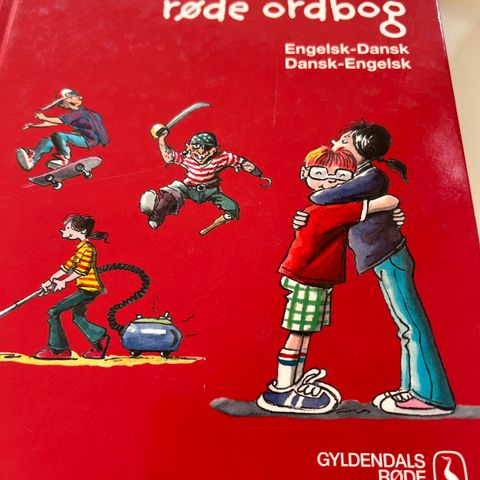 røde ordbog
Engelsk-Dansk
Dansk-Engelsk
GYLDENDALS
RØDE